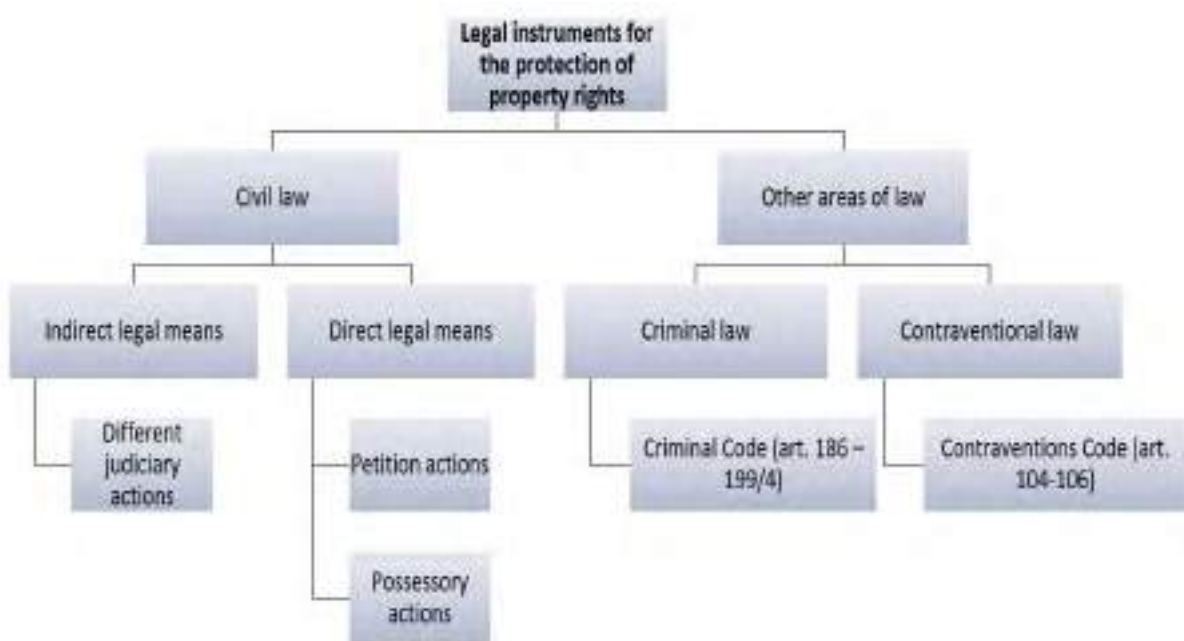 Legal instruments for
the protection of
property rights
Civil law
Other areas of law
Indirect legal means
Direct legal means
Criminal law
Contraventional law
Different
judiciary
actions
Petition actions
Criminal Code (art. 186 –
199/4)
Contraventions Code (art.
104-106)
Possessory
actions